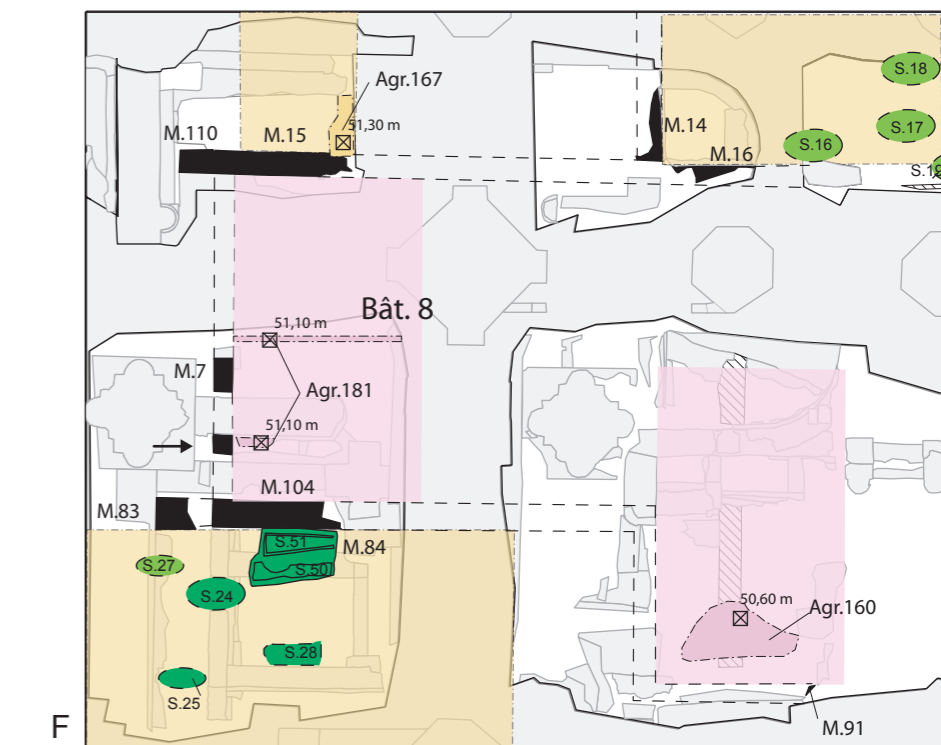 S.18
Agr.167
51,30 m
M.110
M.15
M.14
S.17
S.16
M.16
S.19
Bât. 8
51,10 m
M.7
Agr.181
51,10 m
M.104
M.83
S.51
M.84
S.27
S.50
S.24
50,60 m
Agr.160
S.28
S.25
F
M.91